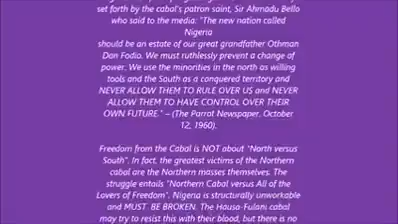 set forth by the cabal's patron saint, Sir Ahmadu Bello
who said to the media: "The new nation called
Nigeria
should be an estate of our great grandfather Othman
Dan Fodio. We must ruthlessly prevent a change of
power. We use the minorities in the north as willing
tools and the South as a conquered territory and
NEVER ALLOW THEM TO RULE OVER US and NEVER
ALLOW THEM TO HAVE CONTROL OVER THEIR
OWN FUTURE." – (The Parrot Newspaper, October
12, 1960).
Freedom from the Cabal is NOT about "North versus
South". In fact, the greatest victims of the Northern
cabal are the Northern masses themselves. The
struggle entails "Northern Cabal versus All of the
Lovers of Freedom". Nigeria is structurally unworkable
and MUST BE BROKEN. The Hausa-Fulani cabal
may try to resist this with their blood, but there is no